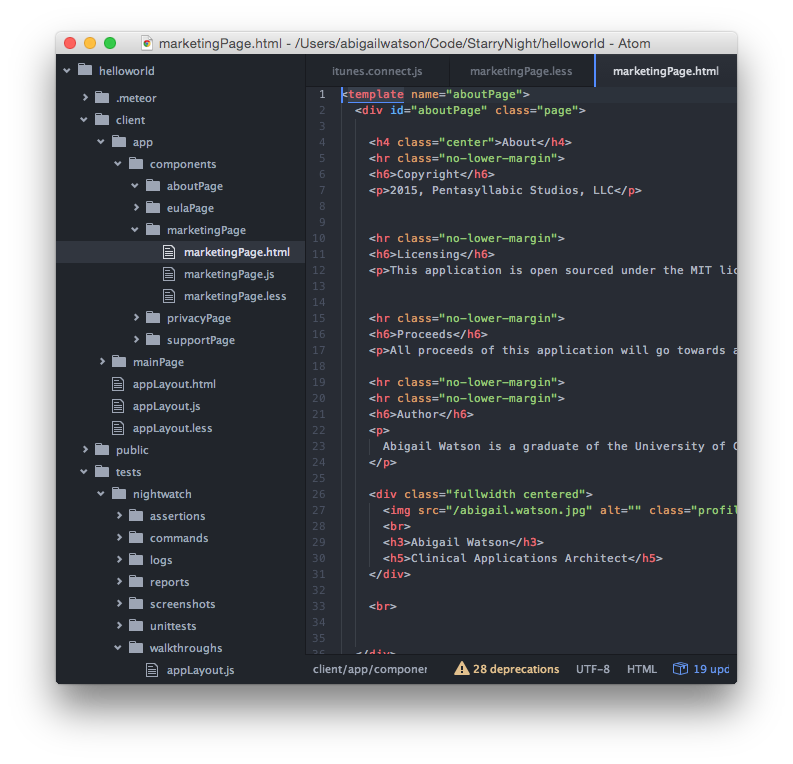 marketingPage.html - /Users/abigailwatson/Code/StarryNight/helloworld - Atom
helloworld
.meteor
client
app
components
aboutPage
eulaPage
marketingPage
marketingPage.html
marketingPage.js
marketingPage.less
privacyPage
supportPage
mainPage
appLayout.html
appLayout.js
appLayout.less
public
tests
nightwatch
assertions
commands
logs
reports
screenshots
unittests
walkthroughs
appLayout.js
itunes.connect.js marketingPage.less marketingPage.html
1 <template name="aboutPage">
2 <div id="aboutPage" class="page">
3
4 <h4 class="center">About</h4>
5 <hr class="no-lower-margin">
6 <h6>Copyright</h6>
7 <p>2015, Pentasyllabic Studios, LLC</p>
8
9
10 <hr class="no-lower-margin">
11 <h6>Licensing</h6>
12 <p>This application is open sourced under the MIT lic
13
14
15 <hr class="no-lower-margin">
16 <h6>Proceeds</h6>
17 <p>All proceeds of this application will go towards a
18
19 <hr class="no-lower-margin">
20 <hr class="no-lower-margin">
21 <h6>Author</h6>
22 <p>
23 Abigail Watson is a graduate of the University of C
24 </p>
25
26 <div class="fullwidth centered">
27 <img src="/abigail.watson.jpg" alt="" class="profil
28 <br>
29 <h3>Abigail Watson</h3>
30 <h5>Clinical Applications Architect</h5>
31 </div>
32
33 <br>
34
35
36 </div>
client/app/componer 28 deprecations UTF-8 HTML 19 upd